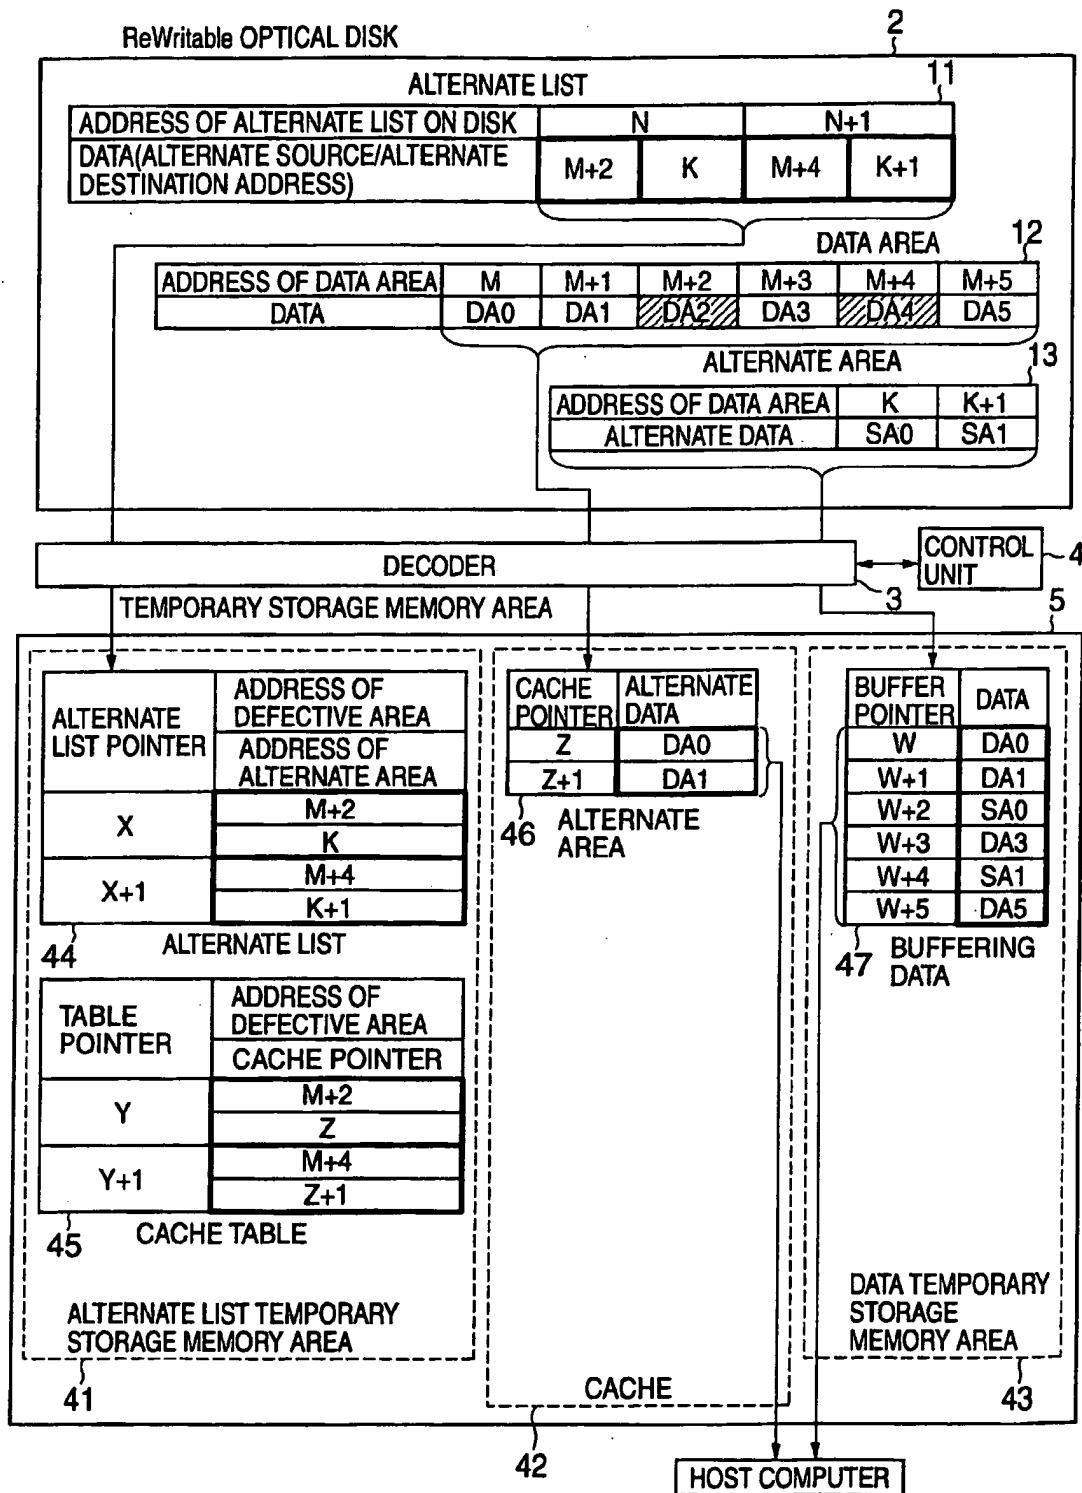 ReWritable OPTICAL DISK
2
ALTERNATE LIST
11
ADDRESS OF ALTERNATE LIST ON DISK N N+1
DATA(ALTERNATE SOURCE/ALTERNATE
DESTINATION ADDRESS)
M+2 K M+4 K+1
DATA AREA
12
ADDRESS OF DATA AREA M M+1 M+2 M+3 M+4 M+5
DATA DA0 DA1 DA2 DA3 DA4 DA5
ALTERNATE AREA
13
ADDRESS OF DATA AREA K K+1
ALTERNATE DATA SA0 SA1
DECODER
3
CONTROL
UNIT
4
TEMPORARY STORAGE MEMORY AREA
5
ALTERNATE
LIST POINTER
ADDRESS OF
DEFECTIVE AREA
ADDRESS OF
ALTERNATE AREA
X
M+2
K
X+1
M+4
K+1
44
ALTERNATE LIST
TABLE
POINTER
ADDRESS OF
DEFECTIVE AREA
CACHE POINTER
Y
M+2
Z
Y+1
M+4
Z+1
45
CACHE TABLE
ALTERNATE LIST TEMPORARY
STORAGE MEMORY AREA
41
CACHE
POINTER
ALTERNATE
DATA
Z DA0
Z+1 DA1
46
ALTERNATE
AREA
CACHE
42
BUFFER
POINTER
DATA
W DA0
W+1 DA1
W+2 SA0
W+3 DA3
W+4 SA1
W+5 DA5
47
BUFFERING
DATA
DATA TEMPORARY
STORAGE
MEMORY AREA
43
HOST COMPUTER